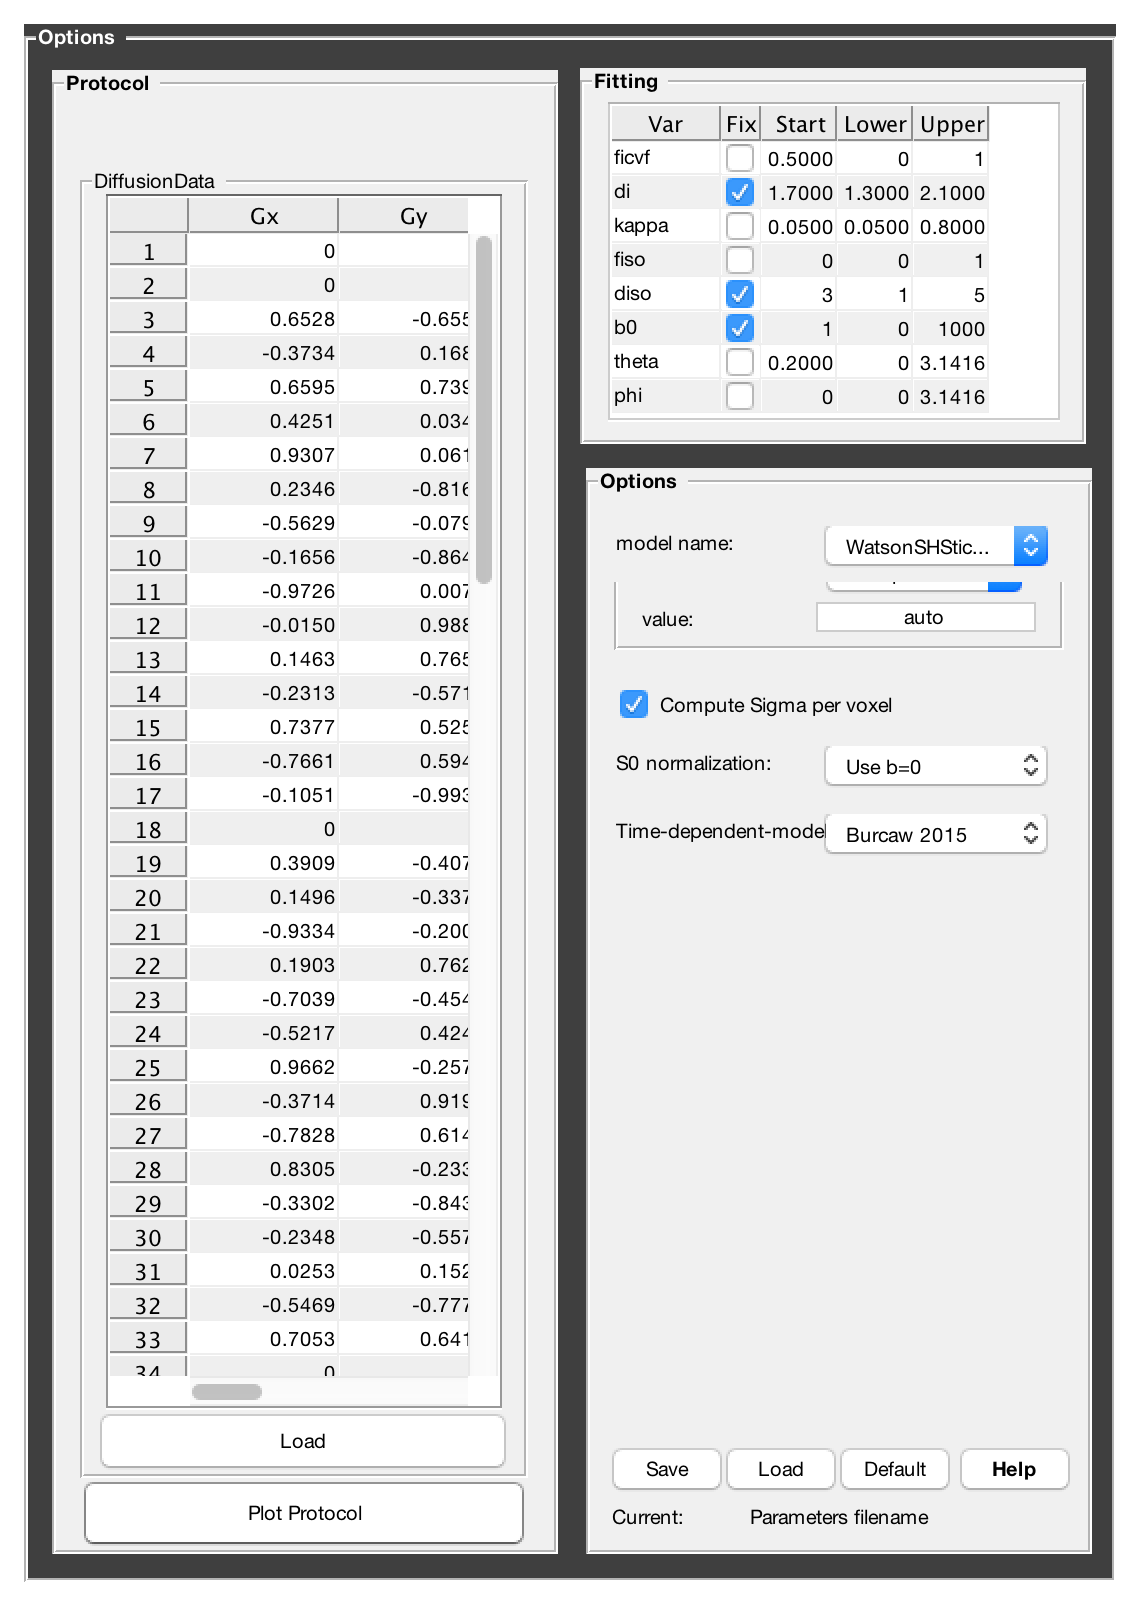 Options
Protocol
DiffusionData
Gx Gy
1 0
2 0
3 0.6528 -0.655
4 -0.3734 0.168
5 0.6595 0.739
6 0.4251 0.034
7 0.9307 0.061
8 0.2346 -0.816
9 -0.5629 -0.079
10 -0.1656 -0.864
11 -0.9726 0.007
12 -0.0150 0.988
13 0.1463 0.765
14 -0.2313 -0.571
15 0.7377 0.525
16 -0.7661 0.594
17 -0.1051 -0.993
18 0
19 0.3909 -0.407
20 0.1496 -0.337
21 -0.9334 -0.200
22 0.1903 0.762
23 -0.7039 -0.454
24 -0.5217 0.424
25 0.9662 -0.257
26 -0.3714 0.919
27 -0.7828 0.614
28 0.8305 -0.233
29 -0.3302 -0.843
30 -0.2348 -0.557
31 0.0253 0.152
32 -0.5469 -0.777
33 0.7053 0.641
34 0
Load
Plot Protocol
Fitting
Var Fix Start Lower Upper
ficvf 0.5000 0 1
di 1.7000 1.3000 2.1000
kappa 0.0500 0.0500 0.8000
fiso 0 0 1
diso 3 1 5
b0 1 0 1000
theta 0.2000 0 3.1416
phi 0 0 3.1416
Options
model name: WatsonSHStic...
value: auto
Compute Sigma per voxel
S0 normalization: Use b=0
Time-dependent-model Burcaw 2015
Save Load Default Help
Current: Parameters filename